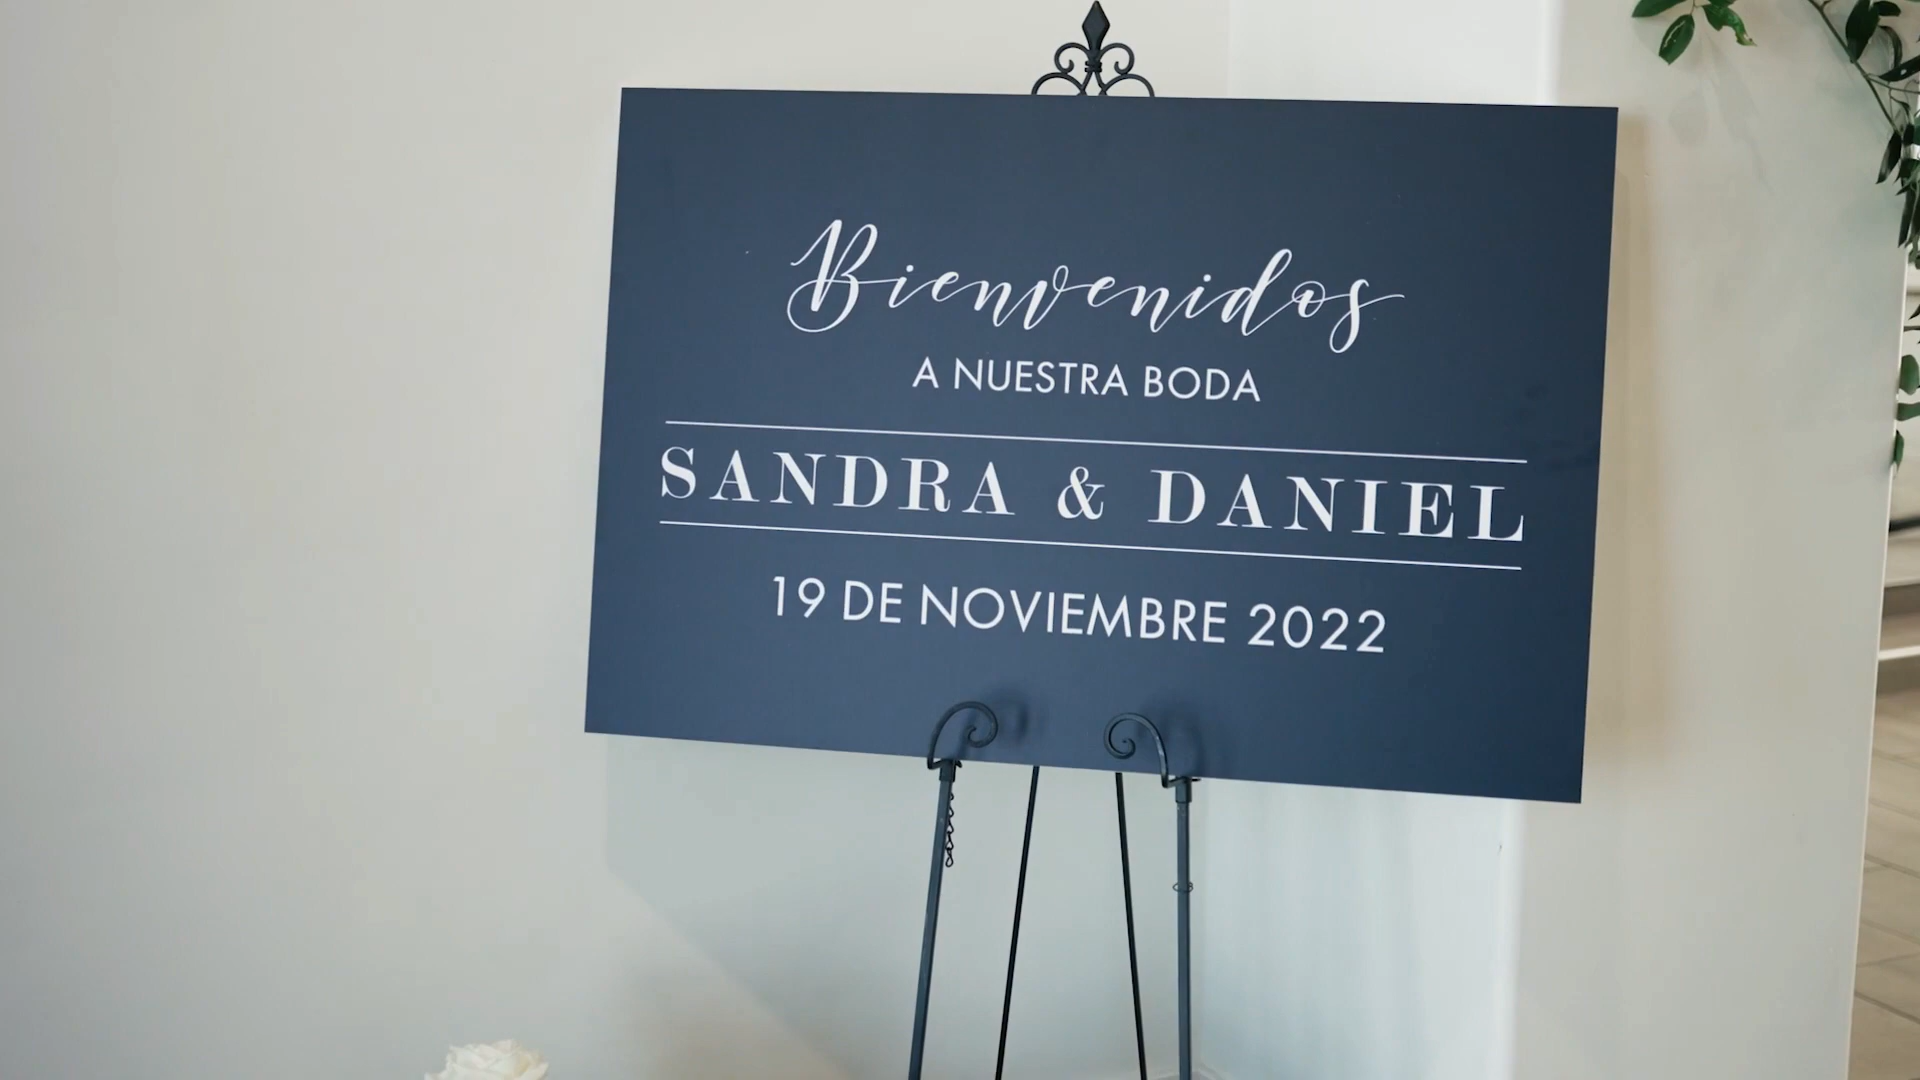 Bienvenidos
A NUESTRA BODA
SANDRA & DANIEL
19 DE NOVIEMBRE 2022